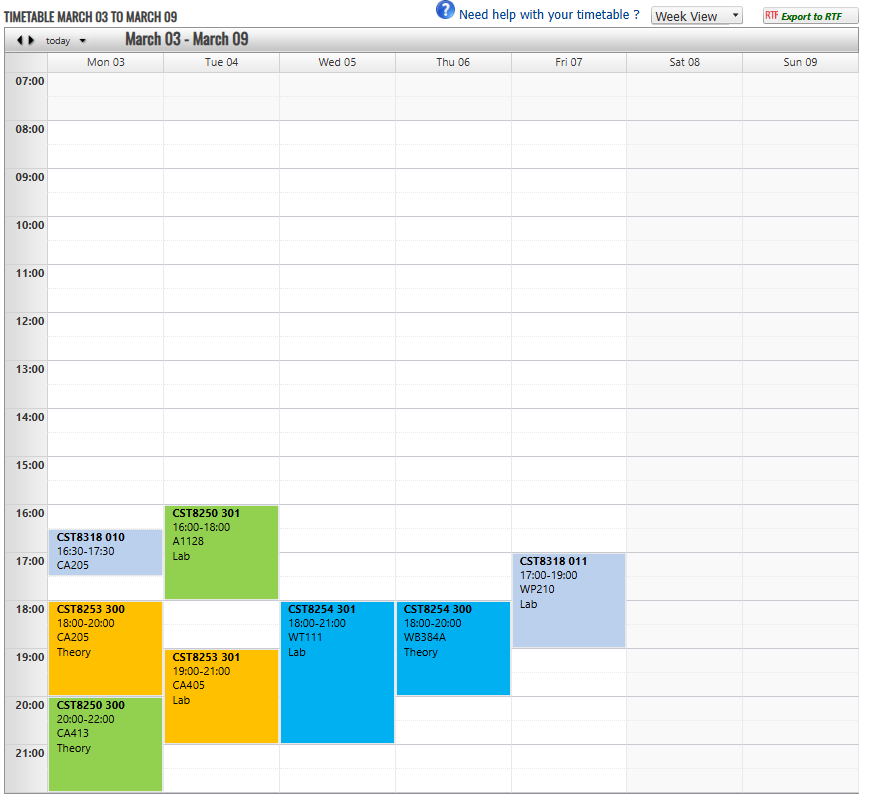 TIMETABLE MARCH 03 TO MARCH 09
? Need help with your timetable ?
Week View
RTF Export to RTF
today
March 03 - March 09
Mon 03 Tue 04 Wed 05 Thu 06 Fri 07 Sat 08 Sun 09
07:00
08:00
09:00
10:00
11:00
12:00
13:00
14:00
15:00
16:00
17:00
18:00
19:00
20:00
21:00
CST8318 010
16:30-17:30
CA205
CST8253 300
18:00-20:00
CA205
Theory
CST8250 300
20:00-22:00
CA413
Theory
CST8250 301
16:00-18:00
A1128
Lab
CST8253 301
19:00-21:00
CA405
Lab
CST8254 301
18:00-21:00
WT111
Lab
CST8254 300
18:00-20:00
WB384A
Theory
CST8318 011
17:00-19:00
WP210
Lab